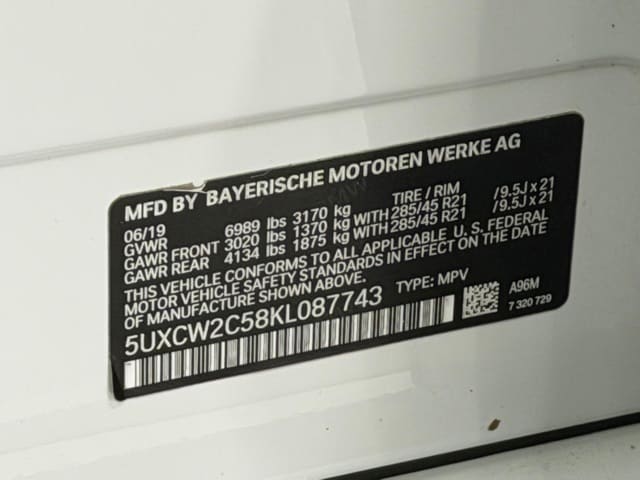 MFD BY BAYERISCHE MOTOREN WERKE AG
06/19 TIRE / RIM
GVWR 6989 lbs 3170 kg
GAWR FRONT 3020 lbs 1370 kg WITH 285/45 R21 /9.5J x 21
GAWR REAR 4134 lbs 1875 kg WITH 285/45 R21 /9.5J x 21
THIS VEHICLE CONFORMS TO ALL APPLICABLE U. S. FEDERAL
MOTOR VEHICLE SAFETY STANDARDS IN EFFECT ON THE DATE
OF MANUFACTURE SHOWN ABOVE.
5UXCW2C58KL087743 TYPE: MPV
A96M
7 320 729